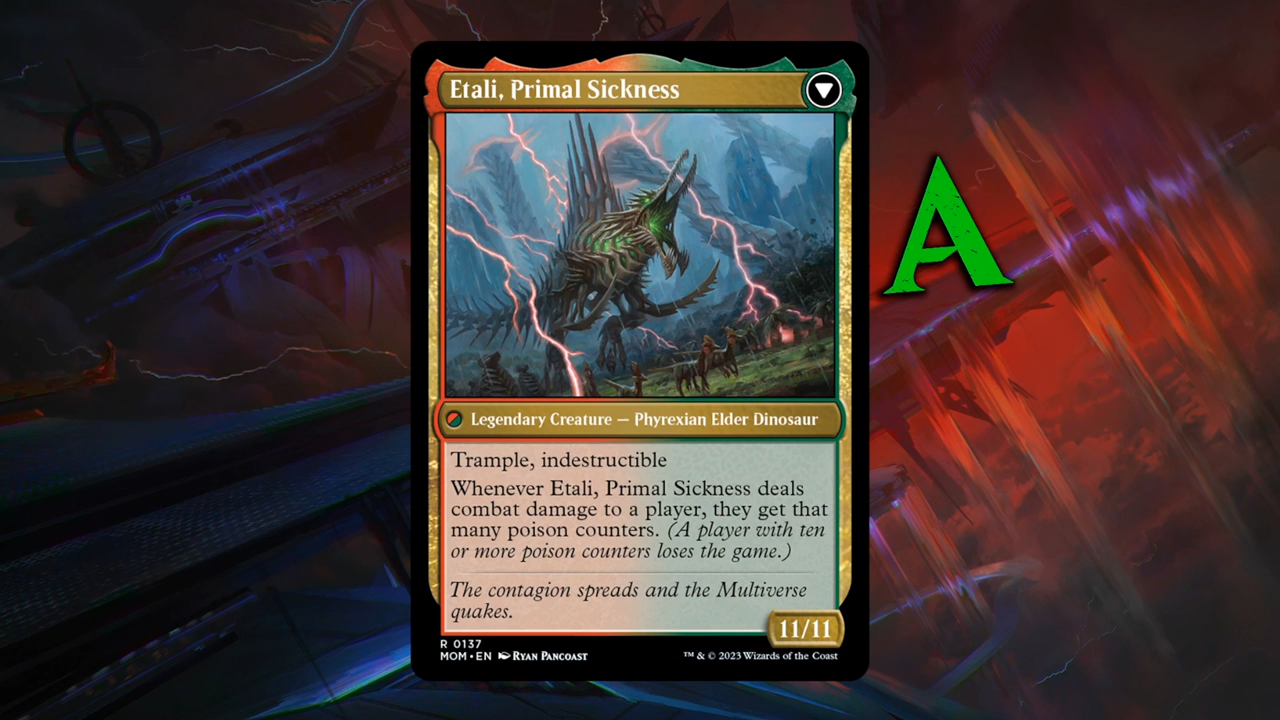 Etali, Primal Sickness
A
Legendary Creature — Phyrexian Elder Dinosaur
Trample, indestructible
Whenever Etali, Primal Sickness deals
combat damage to a player, they get that
many poison counters. (A player with ten
or more poison counters loses the game.)
The contagion spreads and the Multiverse
quakes.
11/11
R 0137
MOM • EN Ryan Pancoast
™ & © 2023 Wizards of the Coast